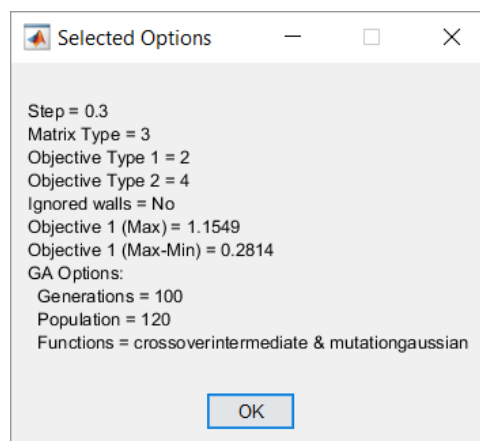 Selected Options
Step = 0.3
Matrix Type = 3
Objective Type 1 = 2
Objective Type 2 = 4
Ignored walls = No
Objective 1 (Max) = 1.1549
Objective 1 (Max-Min) = 0.2814
GA Options:
Generations = 100
Population = 120
Functions = crossoverintermediate & mutationgaussian
OK